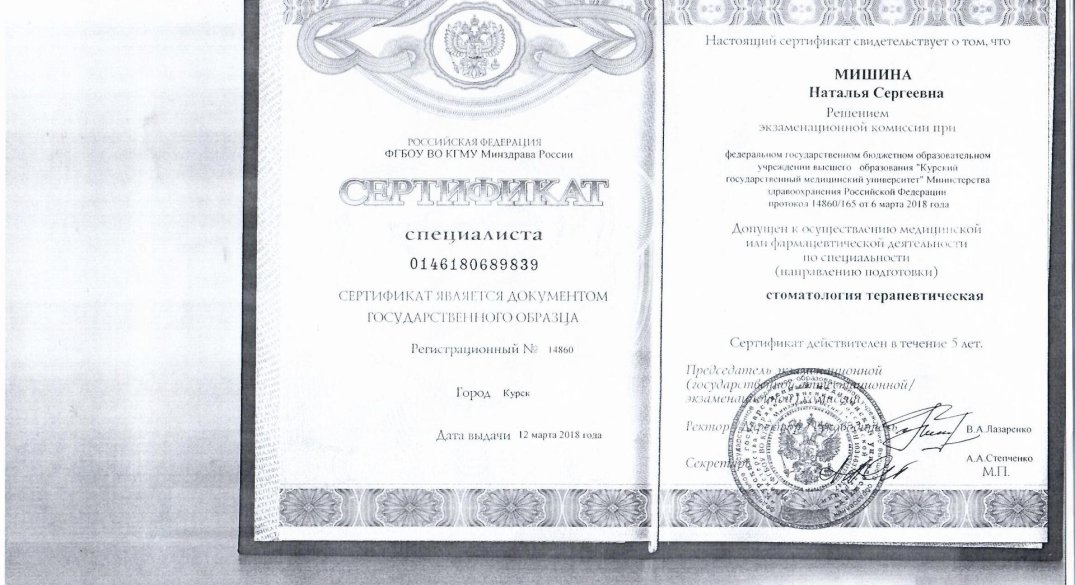 РОССИЙСКАЯ ФЕДЕРАЦИЯ
ФГБОУ ВО КГМУ Минздрава России
СЕРТИФИКАТ
специалиста
0146180689839
СЕРТИФИКАТ ЯВЛЯЕТСЯ ДОКУМЕНТОМ
ГОСУДАРСТВЕННОГО ОБРАЗЦА
Регистрационный № 14860
Город Курск
Дата выдачи 12 марта 2018 года
Настоящий сертификат свидетельствует о том, что
МИШИНА
Наталья Сергеевна
Решением
экзаменационной комиссии при
федеральном государственном бюджетном образовательном
учреждении высшего образования "Курский
государственный медицинский университет" Министерства
здравоохранения Российской Федерации
протокол 14860/165 от 6 марта 2018 года
Допущен к осуществлению медицинской
или фармацевтической деятельности
по специальности
(направлению подготовки)
стоматология терапевтическая
Сертификат действителен в течение 5 лет.
Председатель экзаменационной
(государственной аттестационной/
экзаменационной) комиссии
Ректор
В.А.Лазаренко
Секретарь
А.А.Степченко
М.П.